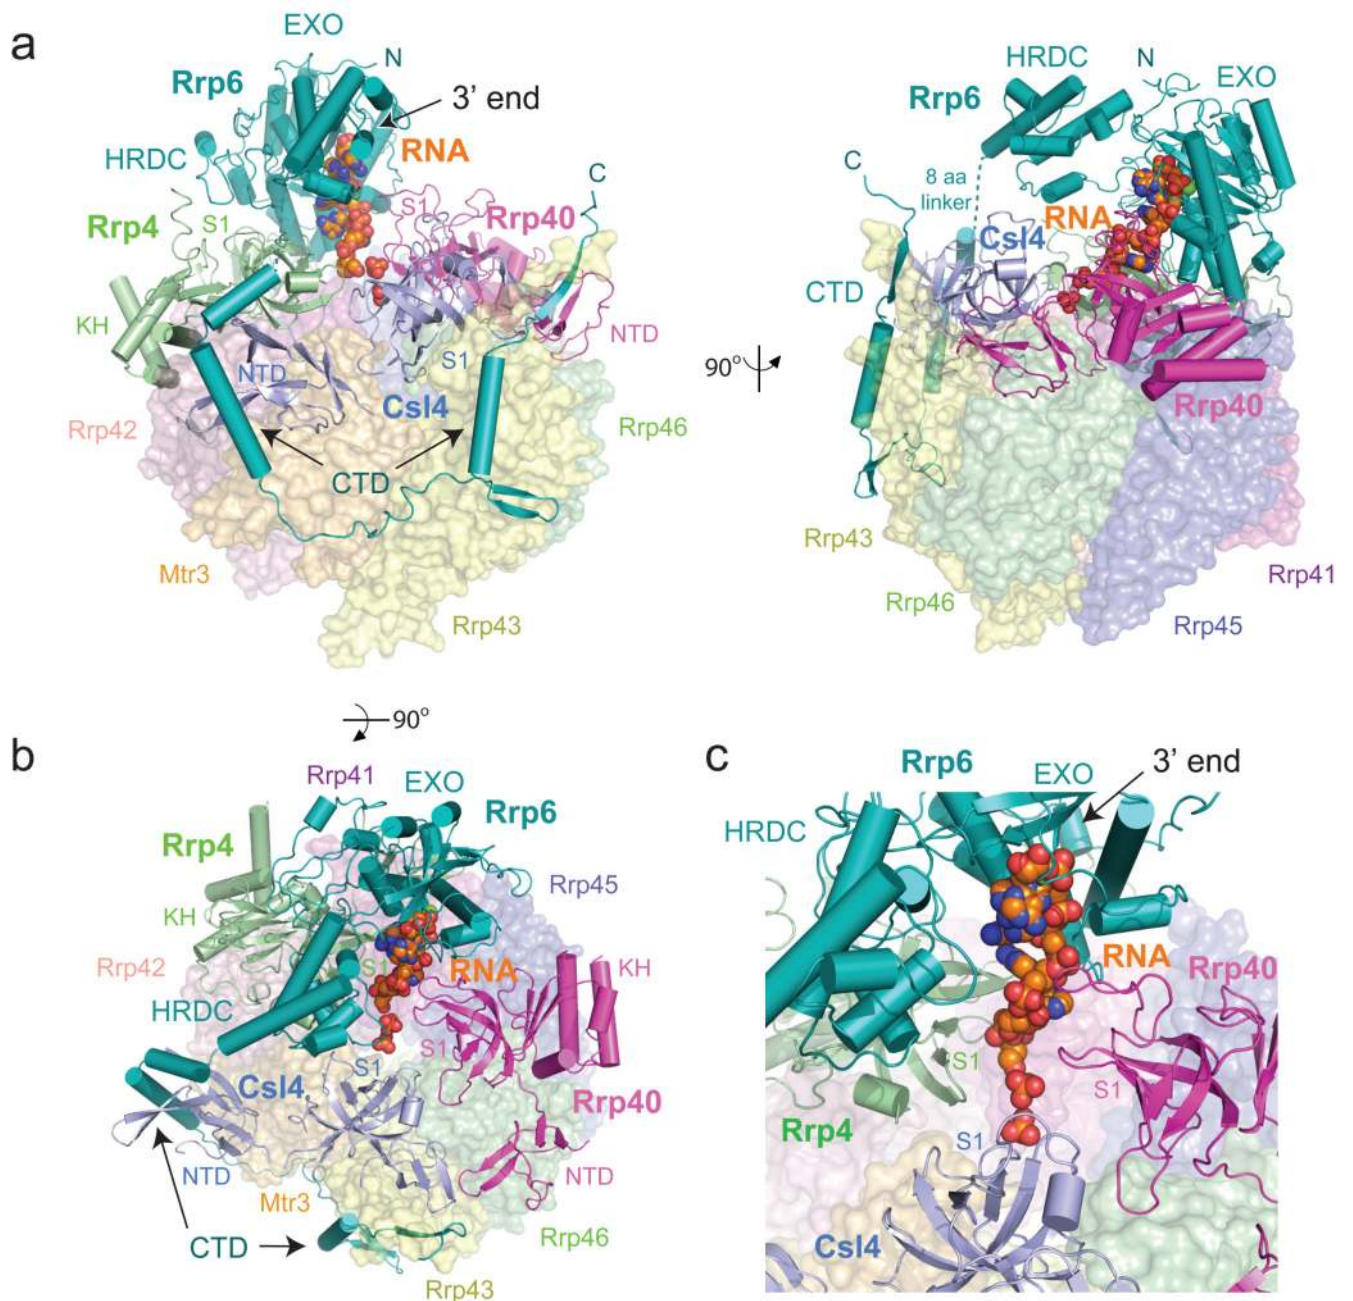 a
EXO
N
Rrp6
3' end
HRDC
RNA
C
Rrp4
S1
S1
Rrp40
KH
NTD
S1
NTD
Rrp42
Csl4
Rrp46
CTD
Mtr3
Rrp43
HRDC
N
EXO
Rrp6
C
8 aa
linker
RNA
Csl4
CTD
90°
Rrp40
Rrp43
Rrp46
Rrp41
Rrp45
90°
b
Rrp41
EXO
Rrp6
Rrp4
Rrp45
KH
S1
RNA
KH
Rrp42
HRDC
S1
S1
Csl4
Rrp40
NTD
NTD
Mtr3
CTD
Rrp46
Rrp43
c
Rrp6
EXO
3' end
HRDC
RNA
Rrp40
S1
S1
Rrp4
S1
Csl4